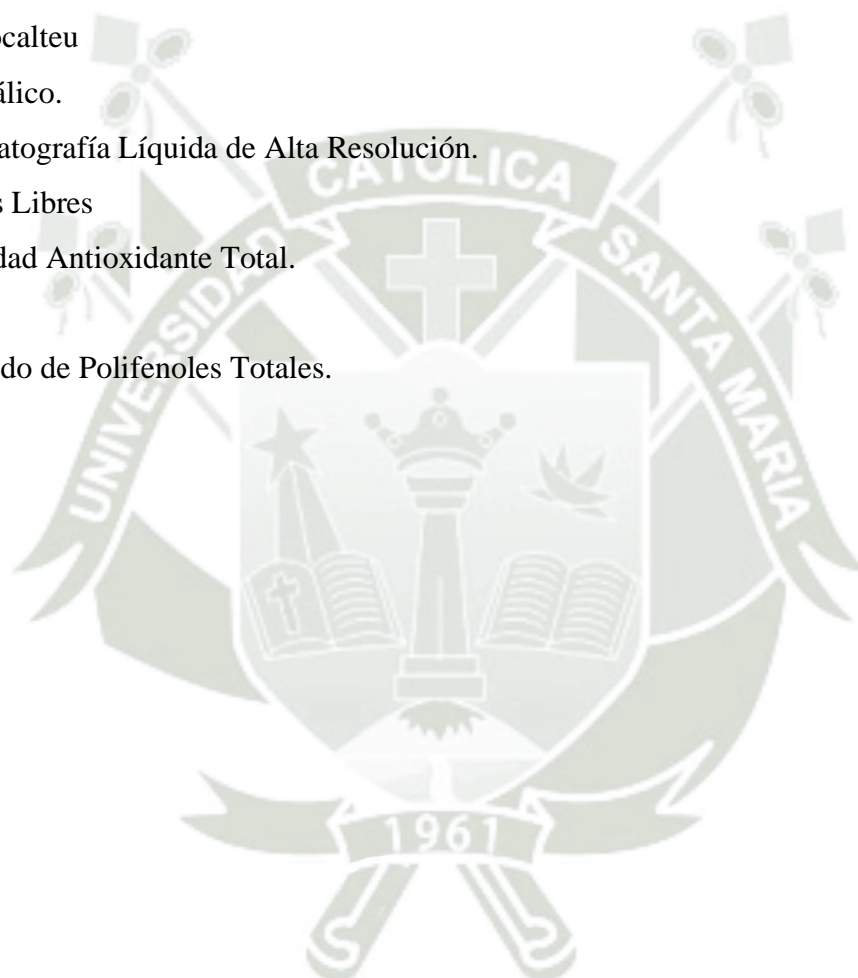 ocalteu
álico.
atografía Líquida de Alta Resolución.
s Libres
dad Antioxidante Total.
do de Polifenoles Totales.
UNIVERSIDAD CATOLICA SANTA MARIA
1961